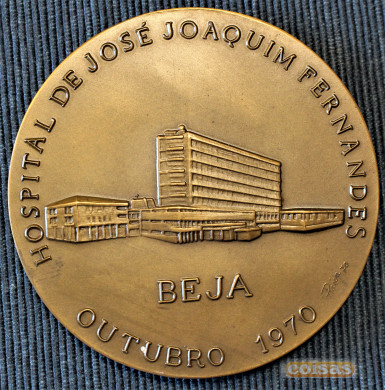 HOSPITAL DE JOSÉ JOAQUIM FERNANDES
BEJA
OUTUBRO 1970
coisas